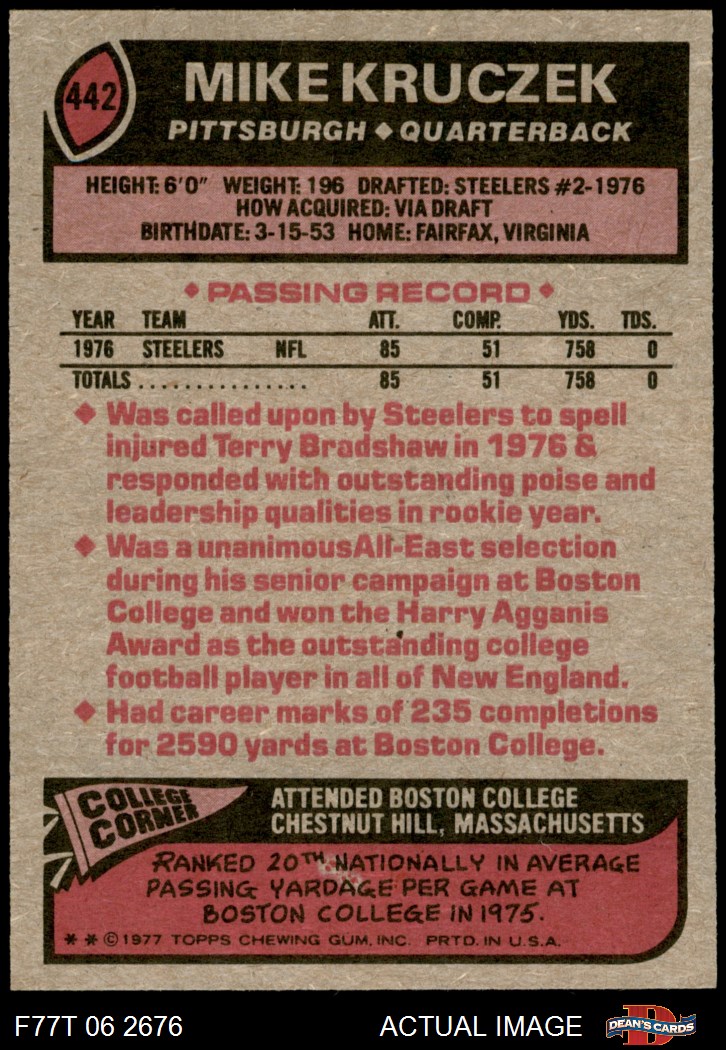 442
MIKE KRUCZEK
PITTSBURGH ◆ QUARTERBACK
HEIGHT: 6'0" WEIGHT: 196 DRAFTED: STEELERS #2-1976
HOW ACQUIRED: VIA DRAFT
BIRTHDATE: 3-15-53 HOME: FAIRFAX, VIRGINIA
◆ PASSING RECORD ◆
YEAR TEAM ATT. COMP. YDS. TDS.
1976 STEELERS NFL 85 51 758 0
TOTALS ................ 85 51 758 0
◆ Was called upon by Steelers to spell
injured Terry Bradshaw in 1976 &
responded with outstanding poise and
leadership qualities in rookie year.
◆ Was a unanimous All-East selection
during his senior campaign at Boston
College and won the Harry Agganis
Award as the outstanding college
football player in all of New England.
◆ Had career marks of 235 completions
for 2590 yards at Boston College.
COLLEGE
CORNER
ATTENDED BOSTON COLLEGE
CHESTNUT HILL, MASSACHUSETTS
RANKED 20TH NATIONALLY IN AVERAGE
PASSING YARDAGE PER GAME AT
BOSTON COLLEGE IN 1975.
* * © 1977 TOPPS CHEWING GUM, INC. PRTD. IN U.S.A.
F77T 06 2676 ACTUAL IMAGE D DEAN'S CARDS